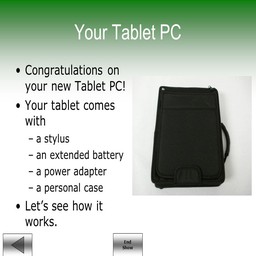 Your Tablet PC
• Congratulations on
your new Tablet PC!
• Your tablet comes
with
– a stylus
– an extended battery
– a power adapter
– a personal case
• Let's see how it
works.
End
Show